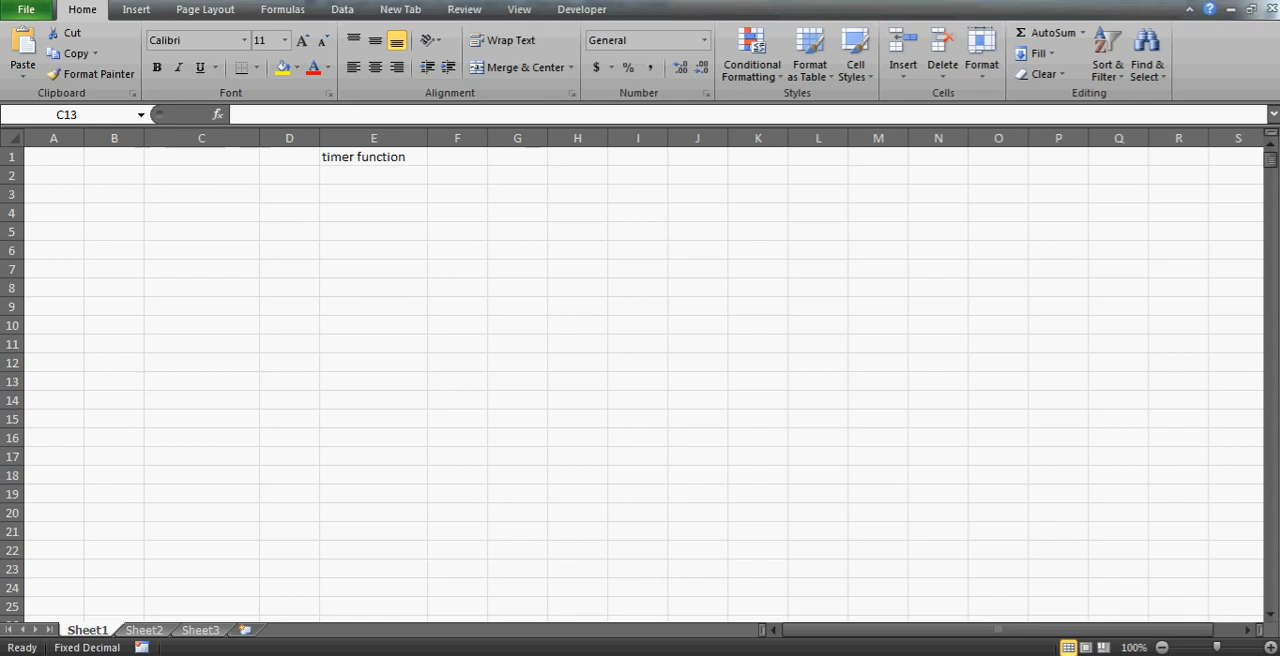 File Home Insert Page Layout Formulas Data New Tab Review View Developer
Paste
Cut
Copy
Format Painter
Clipboard
Calibri 11 A A
B I U A
Font
Wrap Text
Merge & Center
Alignment
General
$ % , .0 .00 .00 .0
Number
Conditional Formatting
Format as Table
Cell Styles
Styles
Insert Delete Format
Cells
Σ AutoSum
Fill
Clear
Sort & Filter
Find & Select
Editing
C13 fx
A B C D E F G H I J K L M N O P Q R S
1 timer function
2
3
4
5
6
7
8
9
10
11
12
13
14
15
16
17
18
19
20
21
22
23
24
25
Sheet1 Sheet2 Sheet3
Ready Fixed Decimal 100%